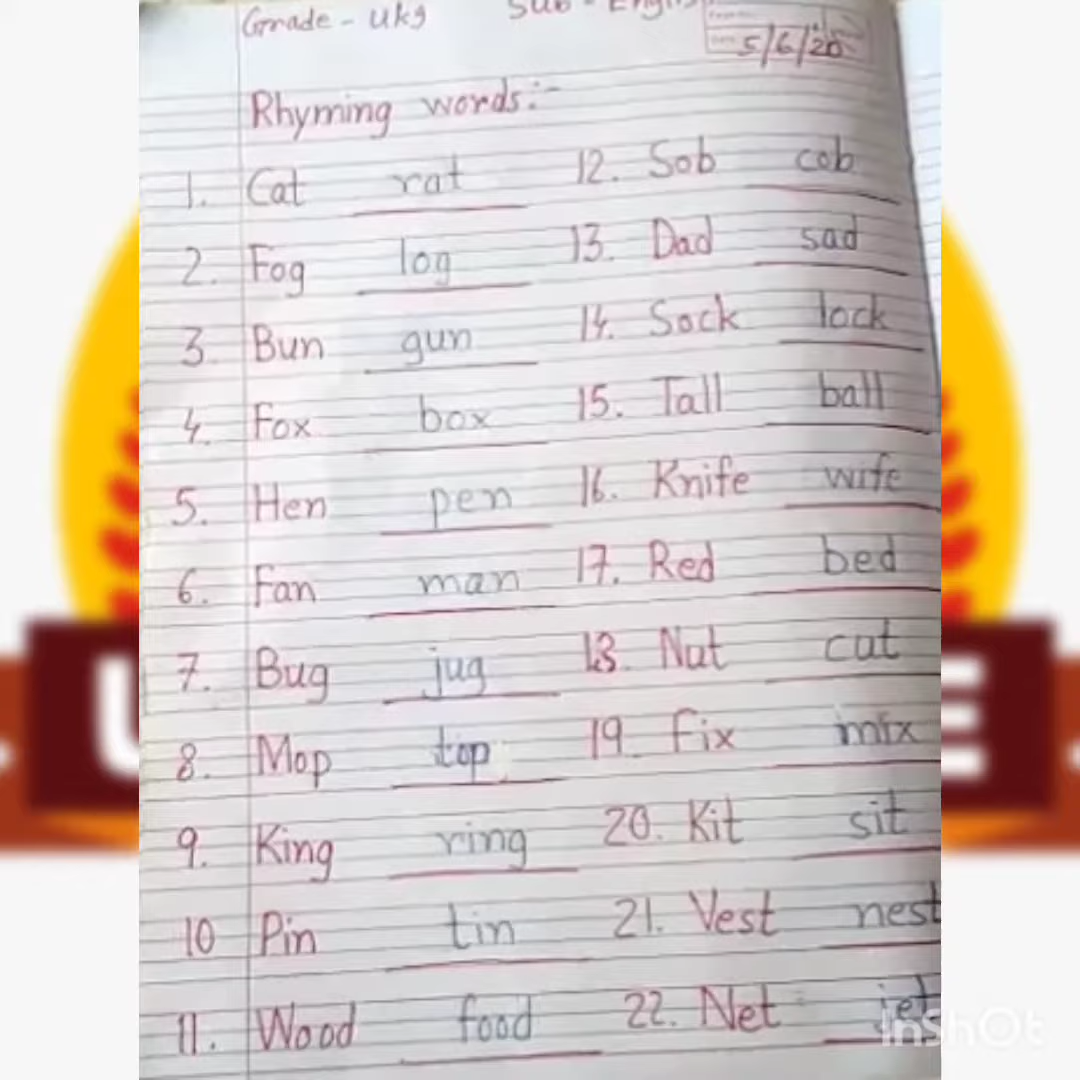 Grade - Ukg Sub - English
5/6/20
Rhyming words:-
1. Cat rat
2. Fog log
3. Bun gun
4. Fox box
5. Hen pen
6. Fan man
7. Bug jug
8. Mop top
9. King ring
10 Pin tin
11. Wood food
12. Sob cob
13. Dad sad
14. Sock lock
15. Tall ball
16. Knife wife
17. Red bed
18. Nut cut
19. Fix mix
20. Kit sit
21. Vest nest
22. Net jet
InShOt